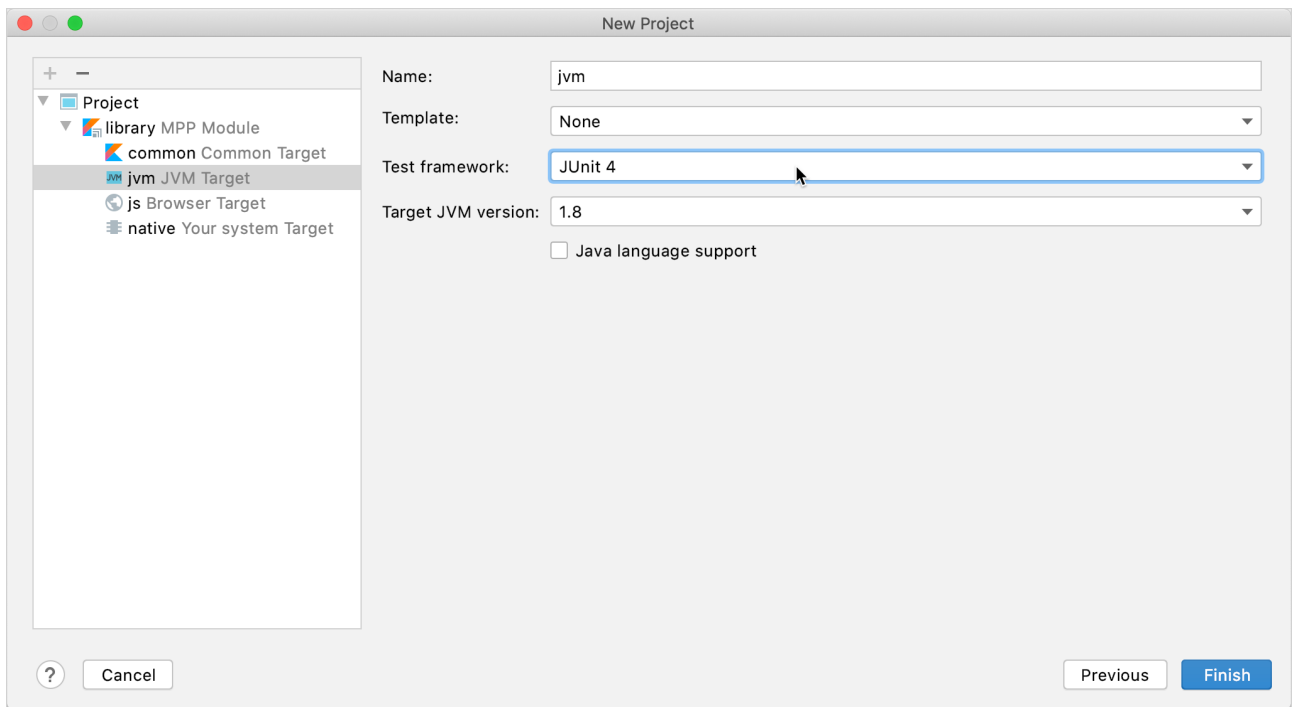 New Project
Project
library MPP Module
common Common Target
JVM jvm JVM Target
js Browser Target
native Your system Target
Name: jvm
Template: None
Test framework: JUnit 4
Target JVM version: 1.8
Java language support
? Cancel Previous Finish